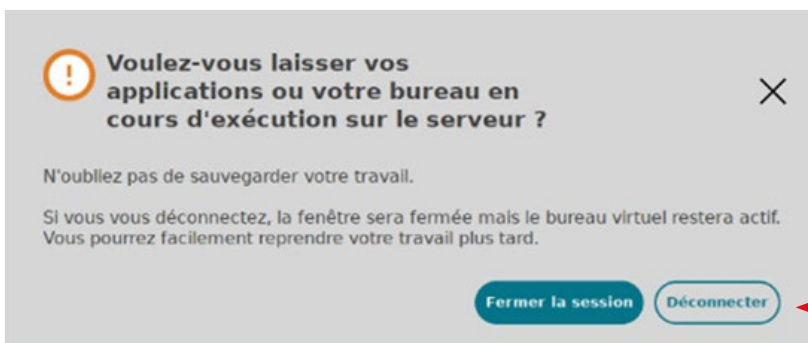 Voulez-vous laisser vos
applications ou votre bureau en
cours d'exécution sur le serveur ?
N'oubliez pas de sauvegarder votre travail.
Si vous vous déconnectez, la fenêtre sera fermée mais le bureau virtuel restera actif.
Vous pourrez facilement reprendre votre travail plus tard.
Fermer la session Déconnecter